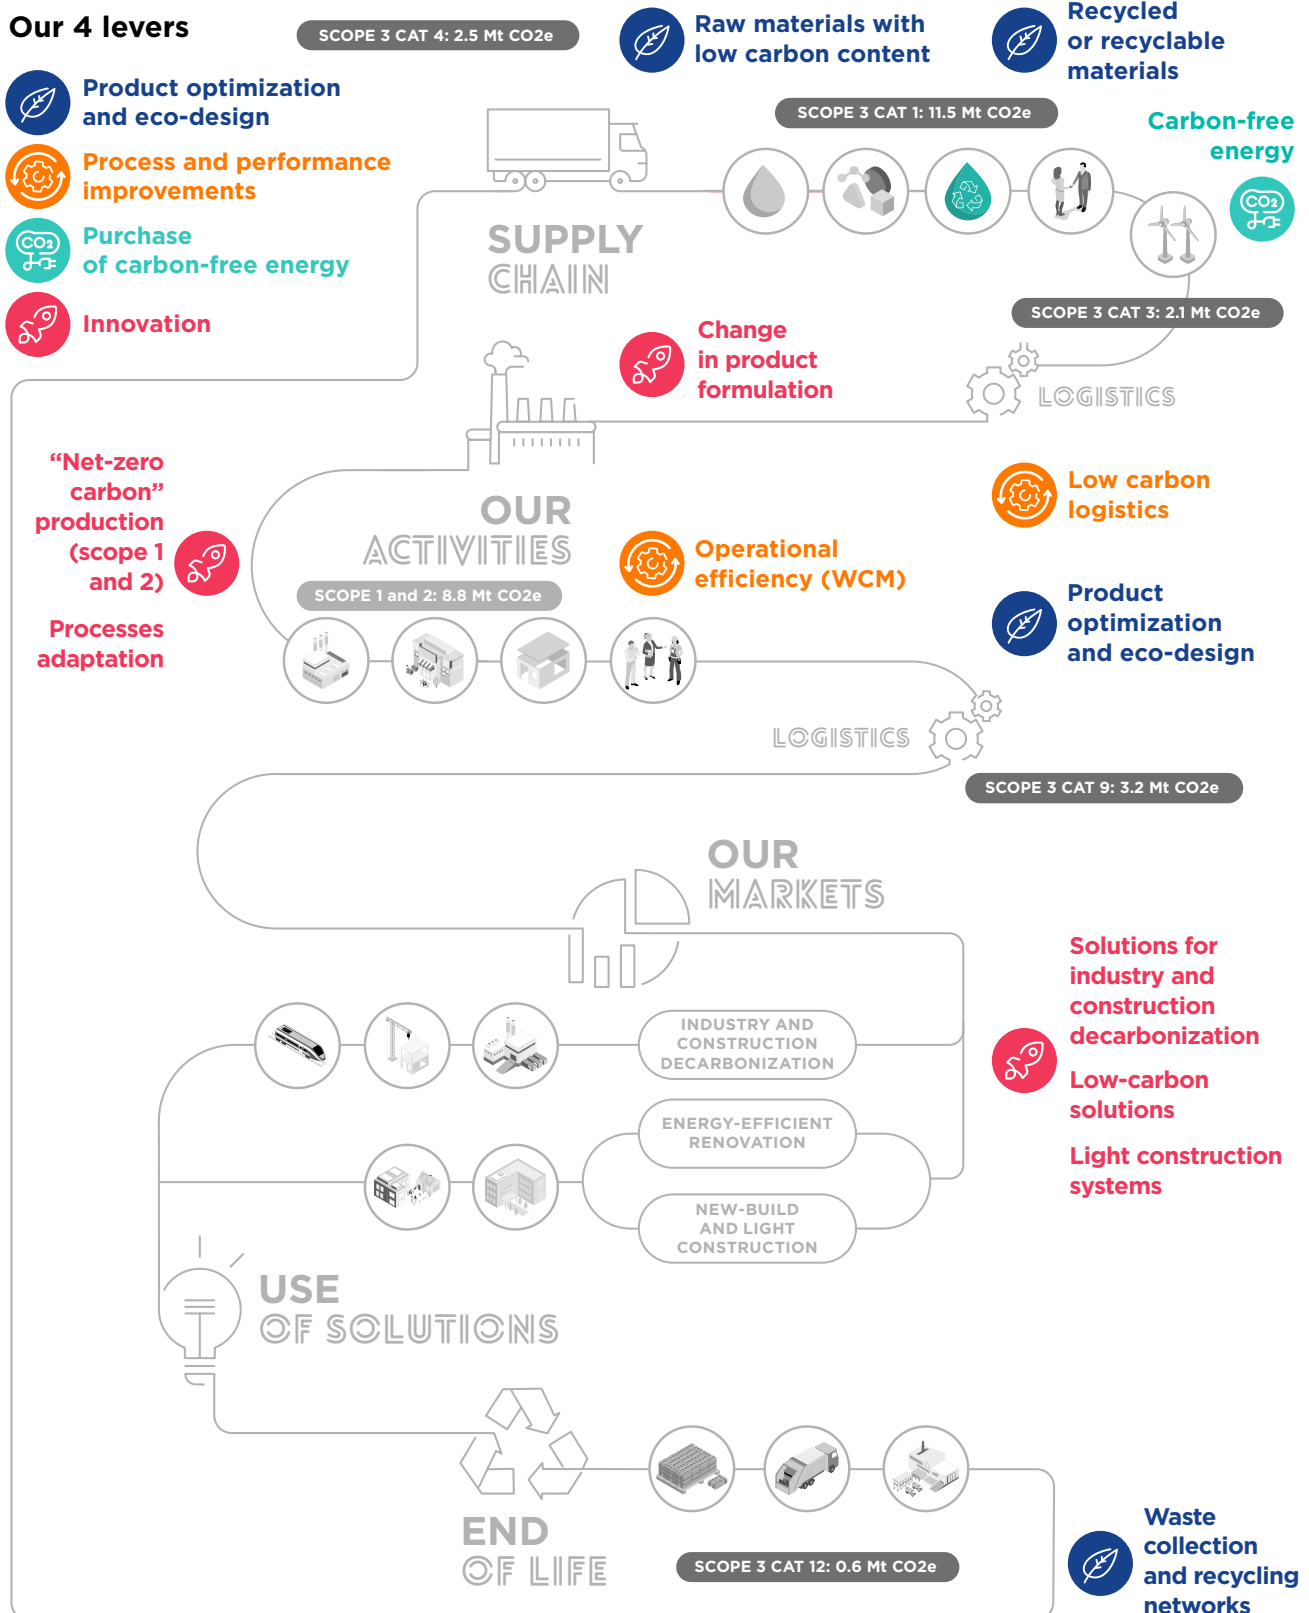 Our 4 levers
SCOPE 3 CAT 4: 2.5 Mt CO2e
Raw materials with
low carbon content
Recycled
or recyclable
materials
Product optimization
and eco-design
Process and performance
improvements
CO2
Purchase
of carbon-free energy
Innovation
SCOPE 3 CAT 1: 11.5 Mt CO2e
Carbon-free
energy
CO2
SUPPLY
CHAIN
SCOPE 3 CAT 3: 2.1 Mt CO2e
Change
in product
formulation
LOGISTICS
“Net-zero
carbon”
production
(scope 1
and 2)
Processes
adaptation
OUR
ACTIVITIES
Low carbon
logistics
Operational
efficiency (WCM)
SCOPE 1 and 2: 8.8 Mt CO2e
Product
optimization
and eco-design
LOGISTICS
SCOPE 3 CAT 9: 3.2 Mt CO2e
OUR
MARKETS
Solutions for
industry and
construction
decarbonization
Low-carbon
solutions
Light construction
systems
INDUSTRY AND
CONSTRUCTION
DECARBONIZATION
ENERGY-EFFICIENT
RENOVATION
NEW-BUILD
AND LIGHT
CONSTRUCTION
USE
OF SOLUTIONS
END
OF LIFE
SCOPE 3 CAT 12: 0.6 Mt CO2e
Waste
collection
and recycling
networks